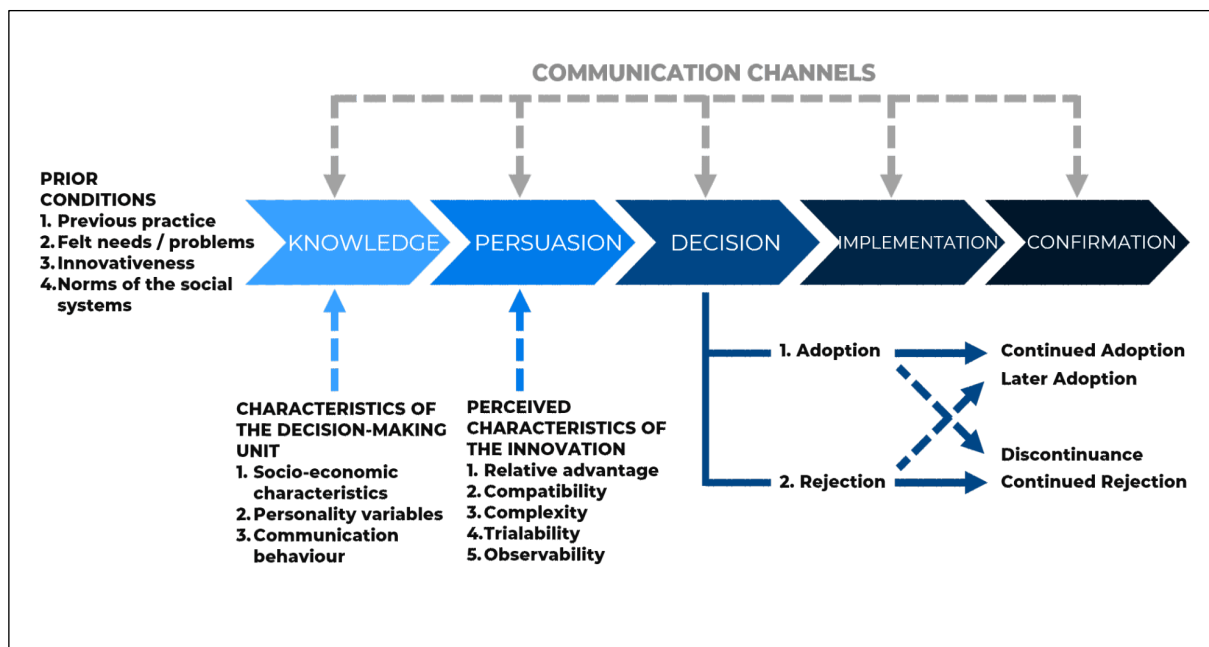 COMMUNICATION CHANNELS
PRIOR
CONDITIONS
1. Previous practice
2. Felt needs / problems
3. Innovativeness
4. Norms of the social
systems
KNOWLEDGE
PERSUASION
DECISION
IMPLEMENTATION
CONFIRMATION
CHARACTERISTICS OF
THE DECISION-MAKING
UNIT
1. Socio-economic
characteristics
2. Personality variables
3. Communication
behaviour
PERCEIVED
CHARACTERISTICS OF
THE INNOVATION
1. Relative advantage
2. Compatibility
3. Complexity
4. Trialability
5. Observability
1. Adoption
2. Rejection
Continued Adoption
Later Adoption
Discontinuance
Continued Rejection